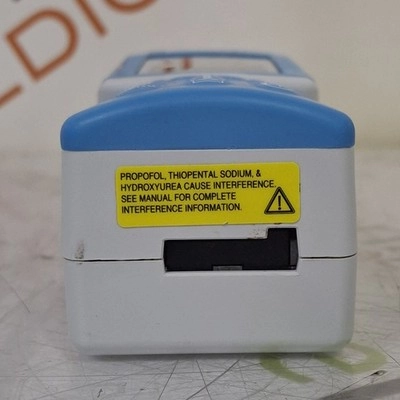 PROPOFOL, THIOPENTAL SODIUM, &
HYDROXYUREA CAUSE INTERFERENCE.
SEE MANUAL FOR COMPLETE
INTERFERENCE INFORMATION.